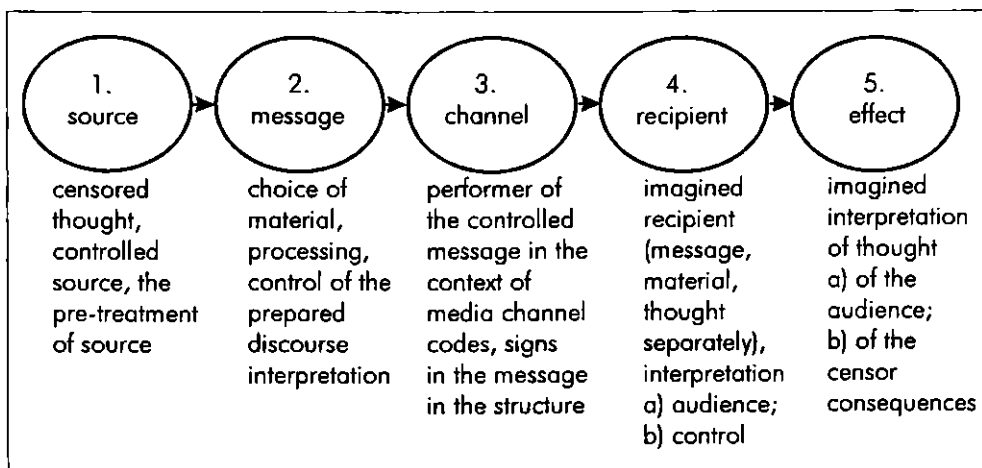 1.
source
2.
message
3.
channel
4.
recipient
5.
effect
censored
thought,
controlled
source, the
pre-treatment
of source
choice of
material,
processing,
control of the
prepared
discourse
interpretation
performer of
the controlled
message in the
context of
media channel
codes, signs
in the message
in the structure
imagined
recipient
(message,
material,
thought
separately),
interpretation
a) audience;
b) control
imagined
interpretation
of thought
a) of the
audience;
b) of the
censor
consequences